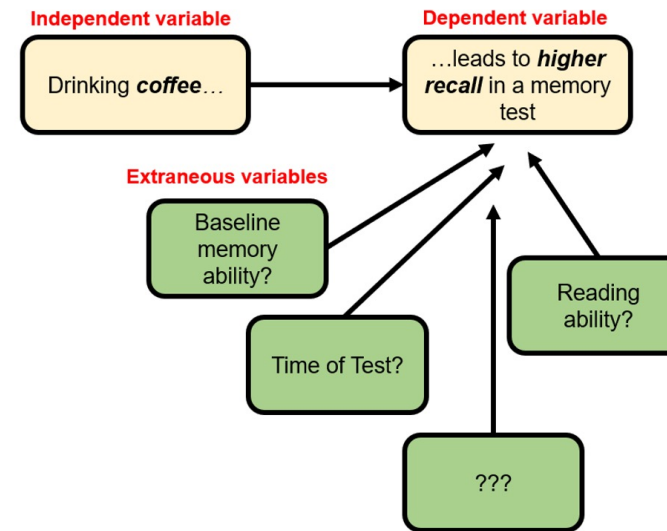 Independent variable
Dependent variable
Drinking coffee…
…leads to higher
recall in a memory
test
Extraneous variables
Baseline
memory
ability?
Reading
ability?
Time of Test?
???